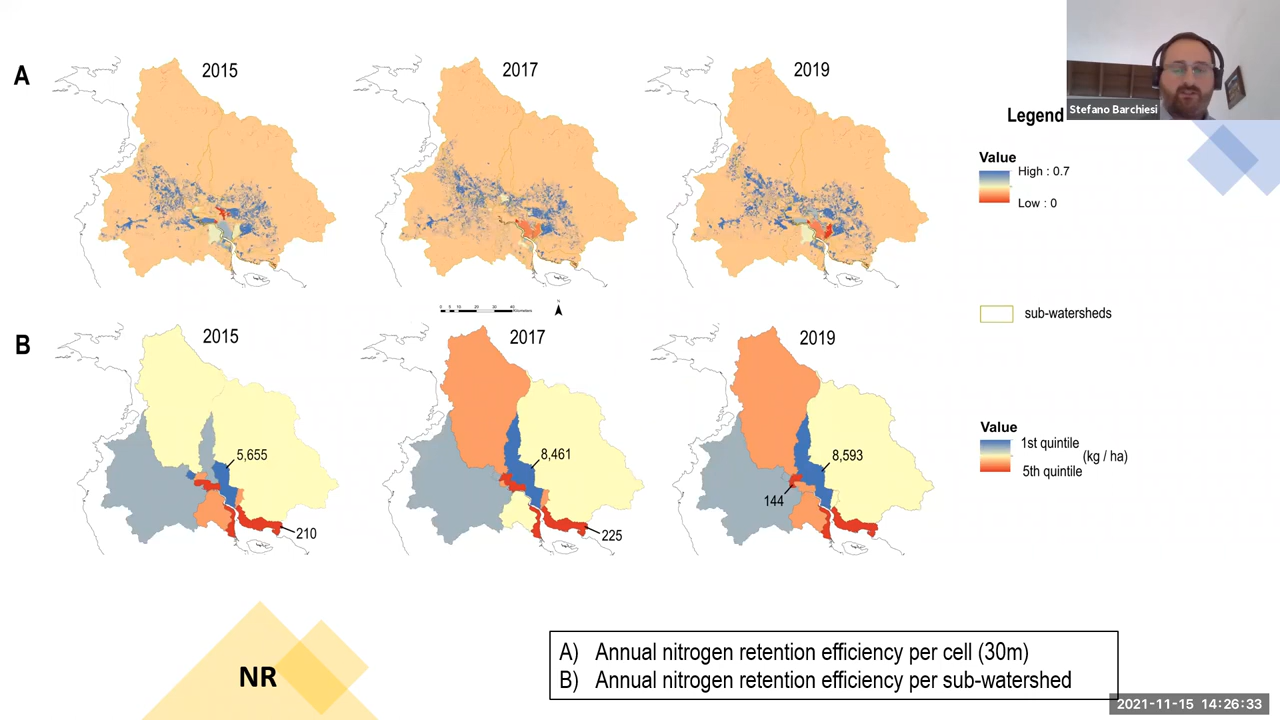 A
2015
2017
2019
Stefano Barchiesi
Legend
Value
High : 0.7
Low : 0
sub-watersheds
N
B
2015
2017
2019
5,655
210
8,461
225
8,593
144
Value
1st quintile
(kg / ha)
5th quintile
NR
A) Annual nitrogen retention efficiency per cell (30m)
B) Annual nitrogen retention efficiency per sub-watershed
2021-11-15 14:26:33